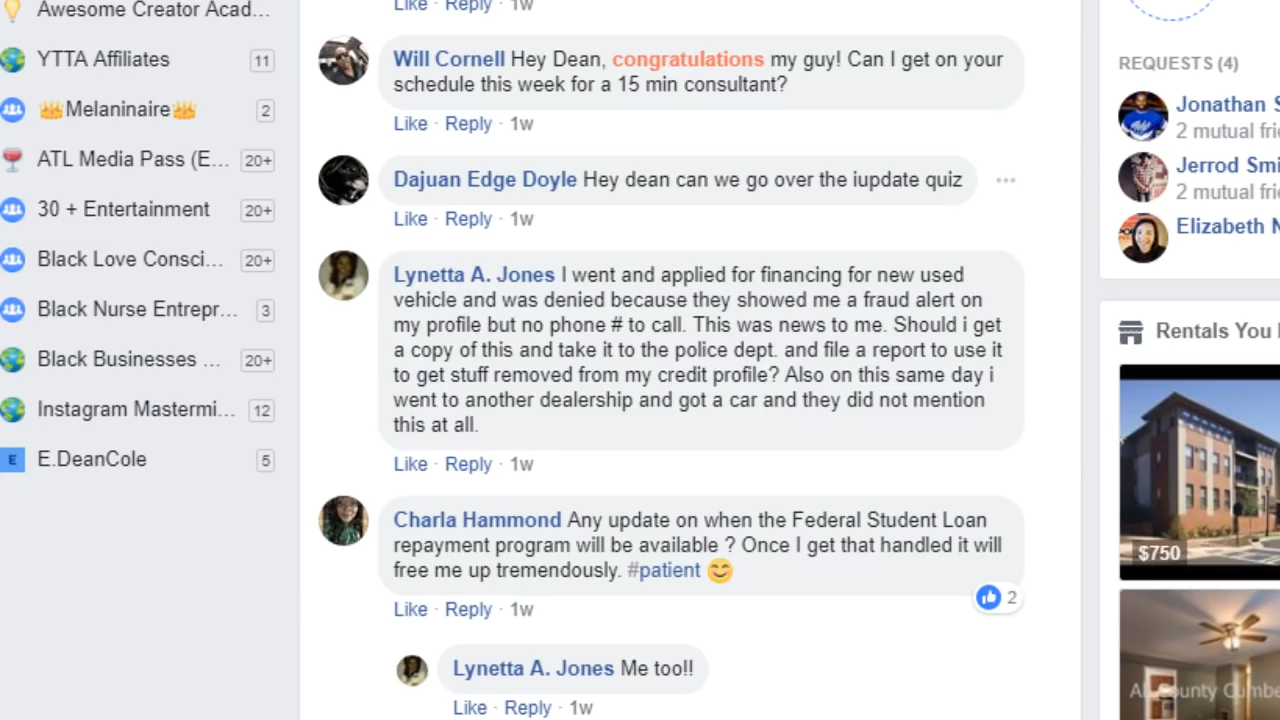 Like · Reply · 1w
Awesome Creator Acad...
YTTA Affiliates 11
Melaninaire 2
ATL Media Pass (E... 20+
30 + Entertainment 20+
Black Love Consci... 20+
Black Nurse Entrepr... 3
Black Businesses ... 20+
Instagram Mastermi... 12
E E.DeanCole 5
Will Cornell Hey Dean, congratulations my guy! Can I get on your
schedule this week for a 15 min consultant?
Like · Reply · 1w
Dajuan Edge Doyle Hey dean can we go over the iupdate quiz
Like · Reply · 1w
Lynetta A. Jones I went and applied for financing for new used
vehicle and was denied because they showed me a fraud alert on
my profile but no phone # to call. This was news to me. Should i get
a copy of this and take it to the police dept. and file a report to use it
to get stuff removed from my credit profile? Also on this same day i
went to another dealership and got a car and they did not mention
this at all.
Like · Reply · 1w
Charla Hammond Any update on when the Federal Student Loan
repayment program will be available ? Once I get that handled it will
free me up tremendously. #patient 😊
2
Like · Reply · 1w
Lynetta A. Jones Me too!!
Like · Reply · 1w
REQUESTS (4)
Jonathan S
2 mutual frie
Jerrod Smi
2 mutual frie
Elizabeth N
Rentals You
$750
County Cumbe